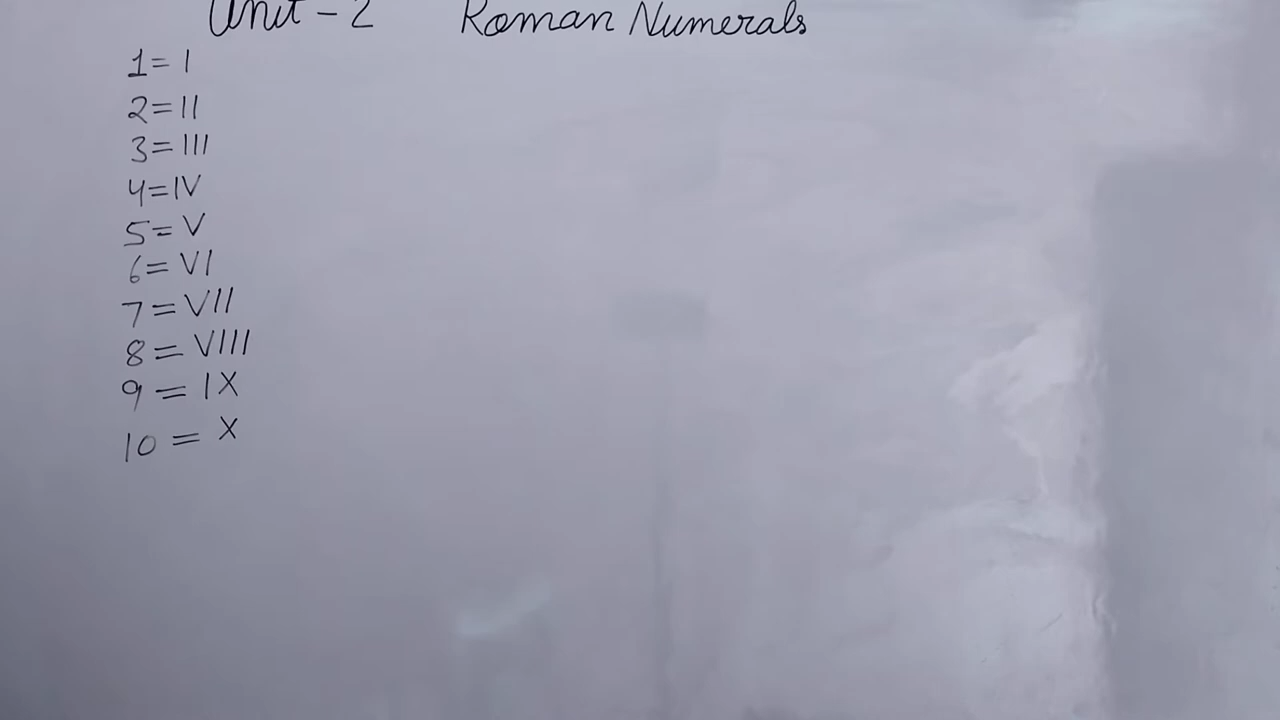 Unit - 2 Roman Numerals
1 = I
2 = II
3 = III
4 = IV
5 = V
6 = VI
7 = VII
8 = VIII
9 = IX
10 = X